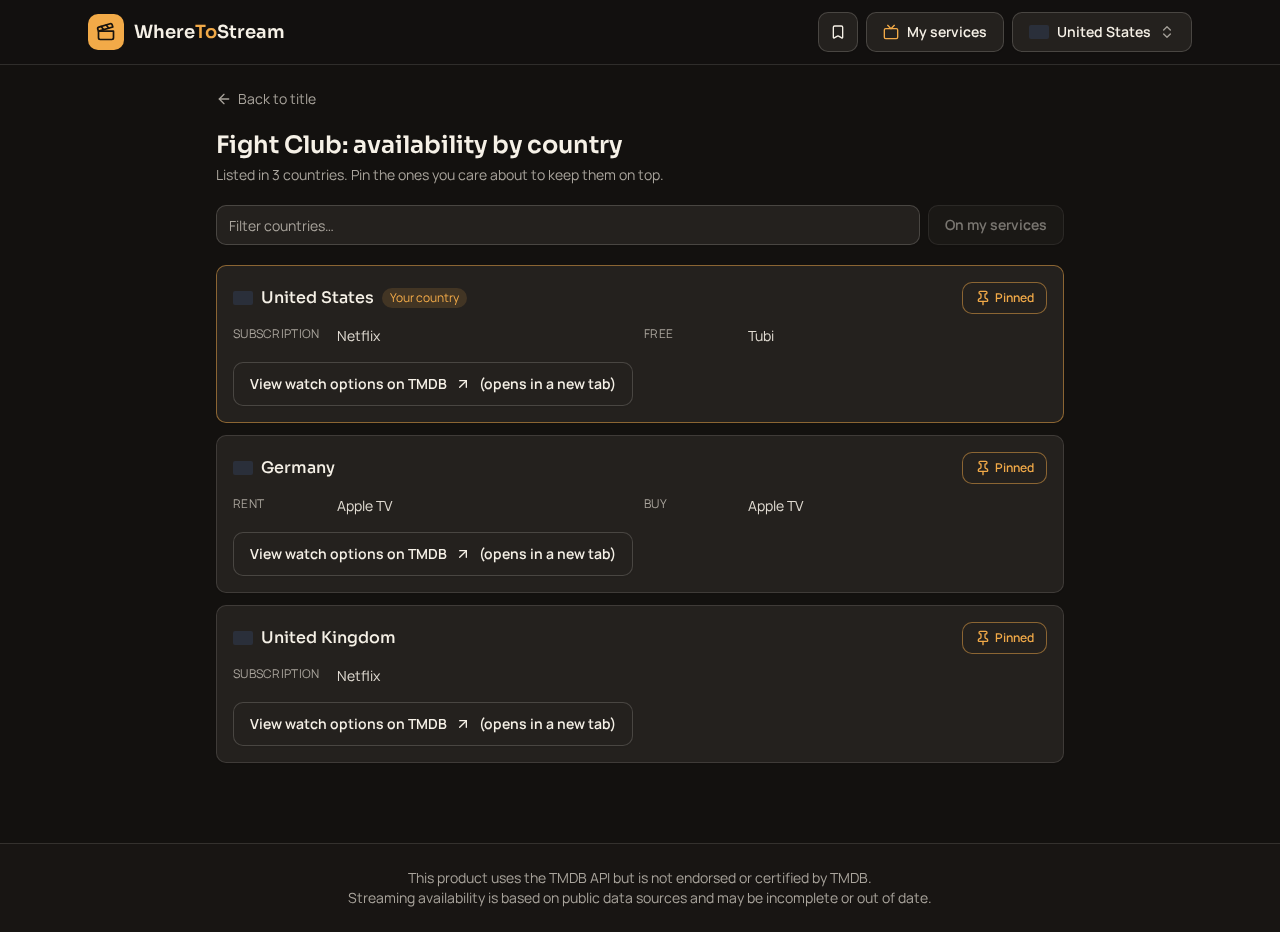 WhereToStream
My services
United States
Back to title
Fight Club: availability by country
Listed in 3 countries. Pin the ones you care about to keep them on top.
Filter countries…
On my services
United States
Your country
Pinned
SUBSCRIPTION
Netflix
FREE
Tubi
View watch options on TMDB (opens in a new tab)
Germany
Pinned
RENT
Apple TV
BUY
Apple TV
View watch options on TMDB (opens in a new tab)
United Kingdom
Pinned
SUBSCRIPTION
Netflix
View watch options on TMDB (opens in a new tab)
This product uses the TMDB API but is not endorsed or certified by TMDB.
Streaming availability is based on public data sources and may be incomplete or out of date.